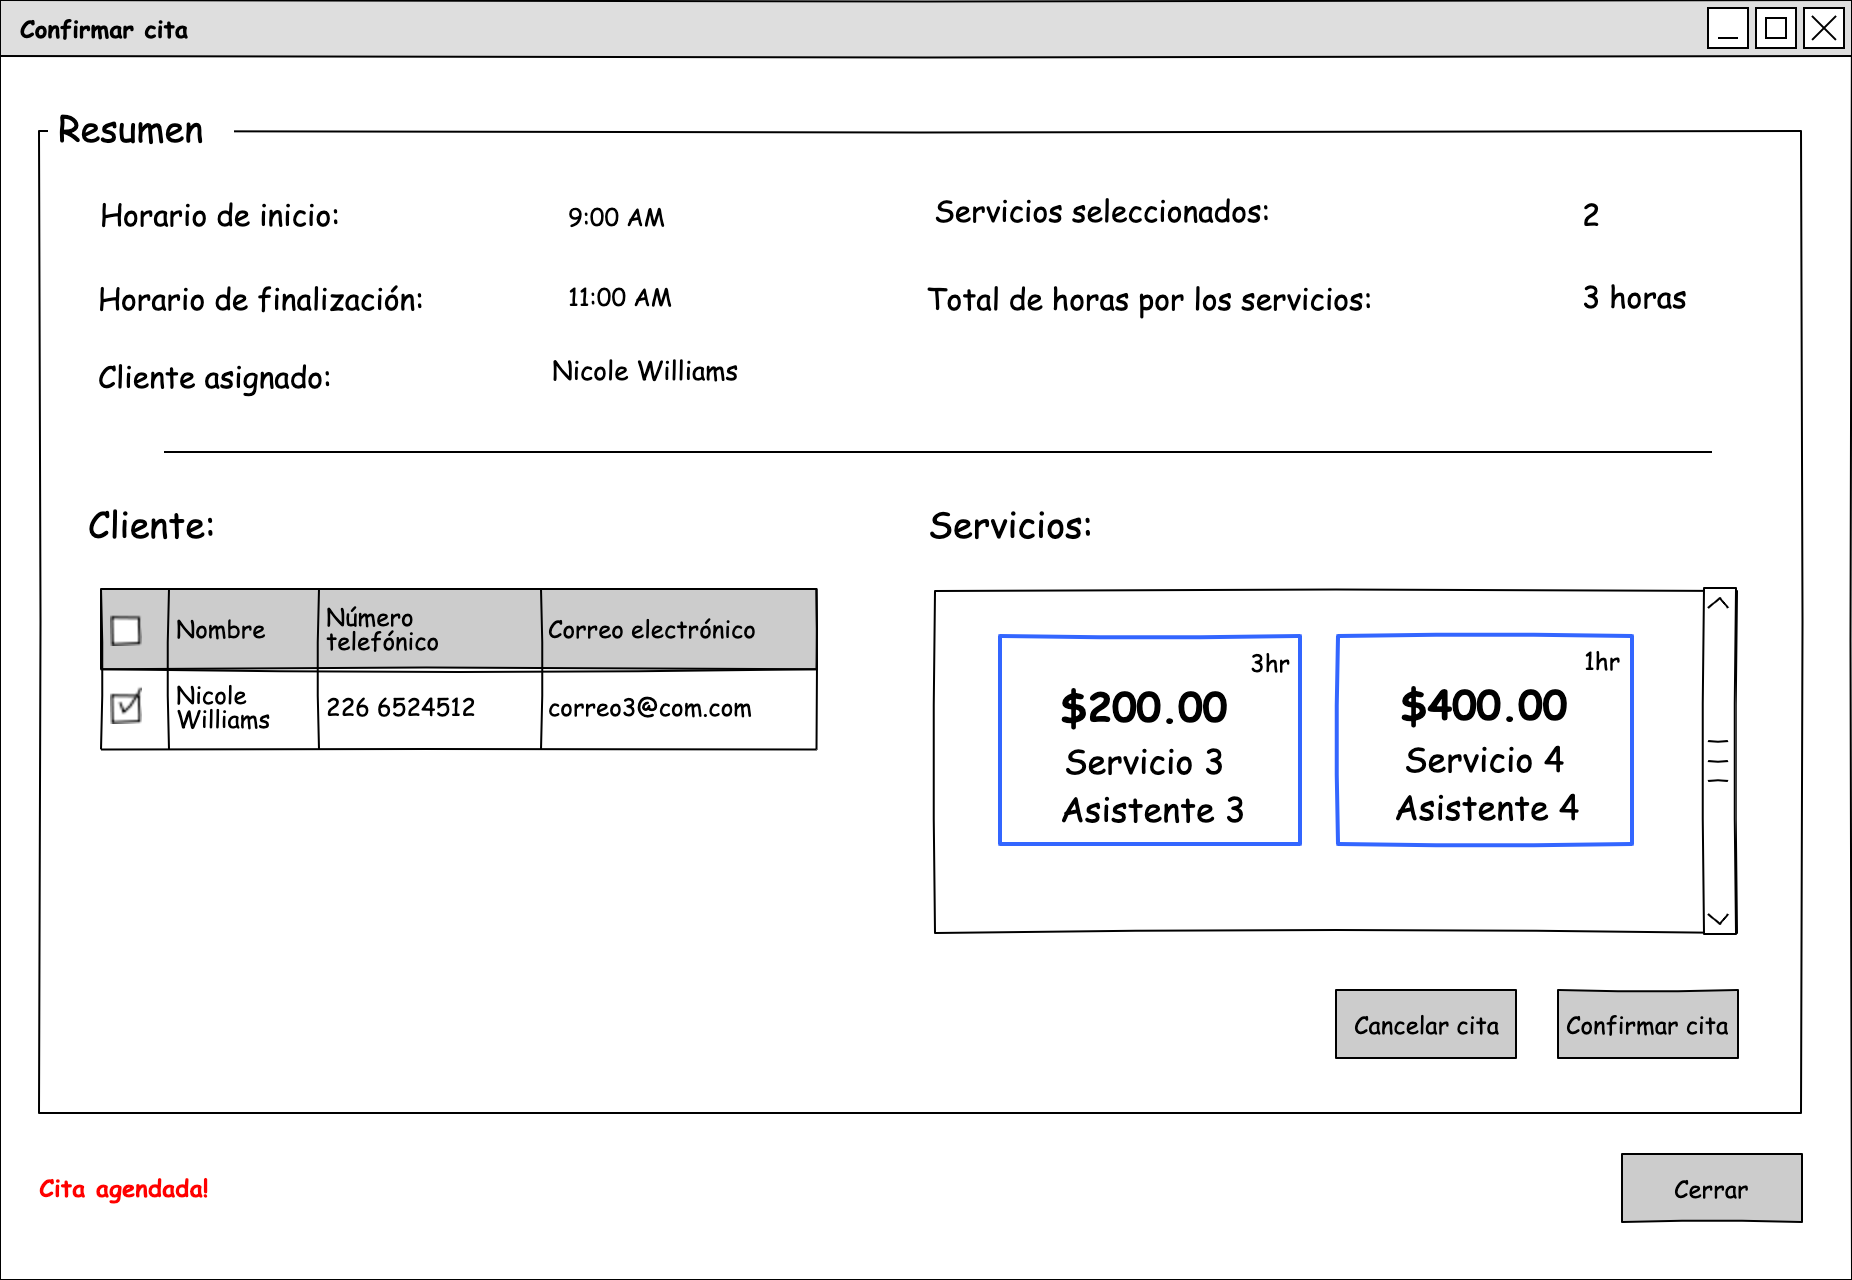 Confirmar cita
Resumen
Horario de inicio: 9:00 AM
Servicios seleccionados: 2
Horario de finalización: 11:00 AM
Total de horas por los servicios: 3 horas
Cliente asignado: Nicole Williams
Cliente:
Nombre
Número
telefónico
Correo electrónico
Nicole
Williams
226 6524512
correo3@com.com
Servicios:
3hr
$200.00
Servicio 3
Asistente 3
1hr
$400.00
Servicio 4
Asistente 4
Cancelar cita
Confirmar cita
Cita agendada!
Cerrar